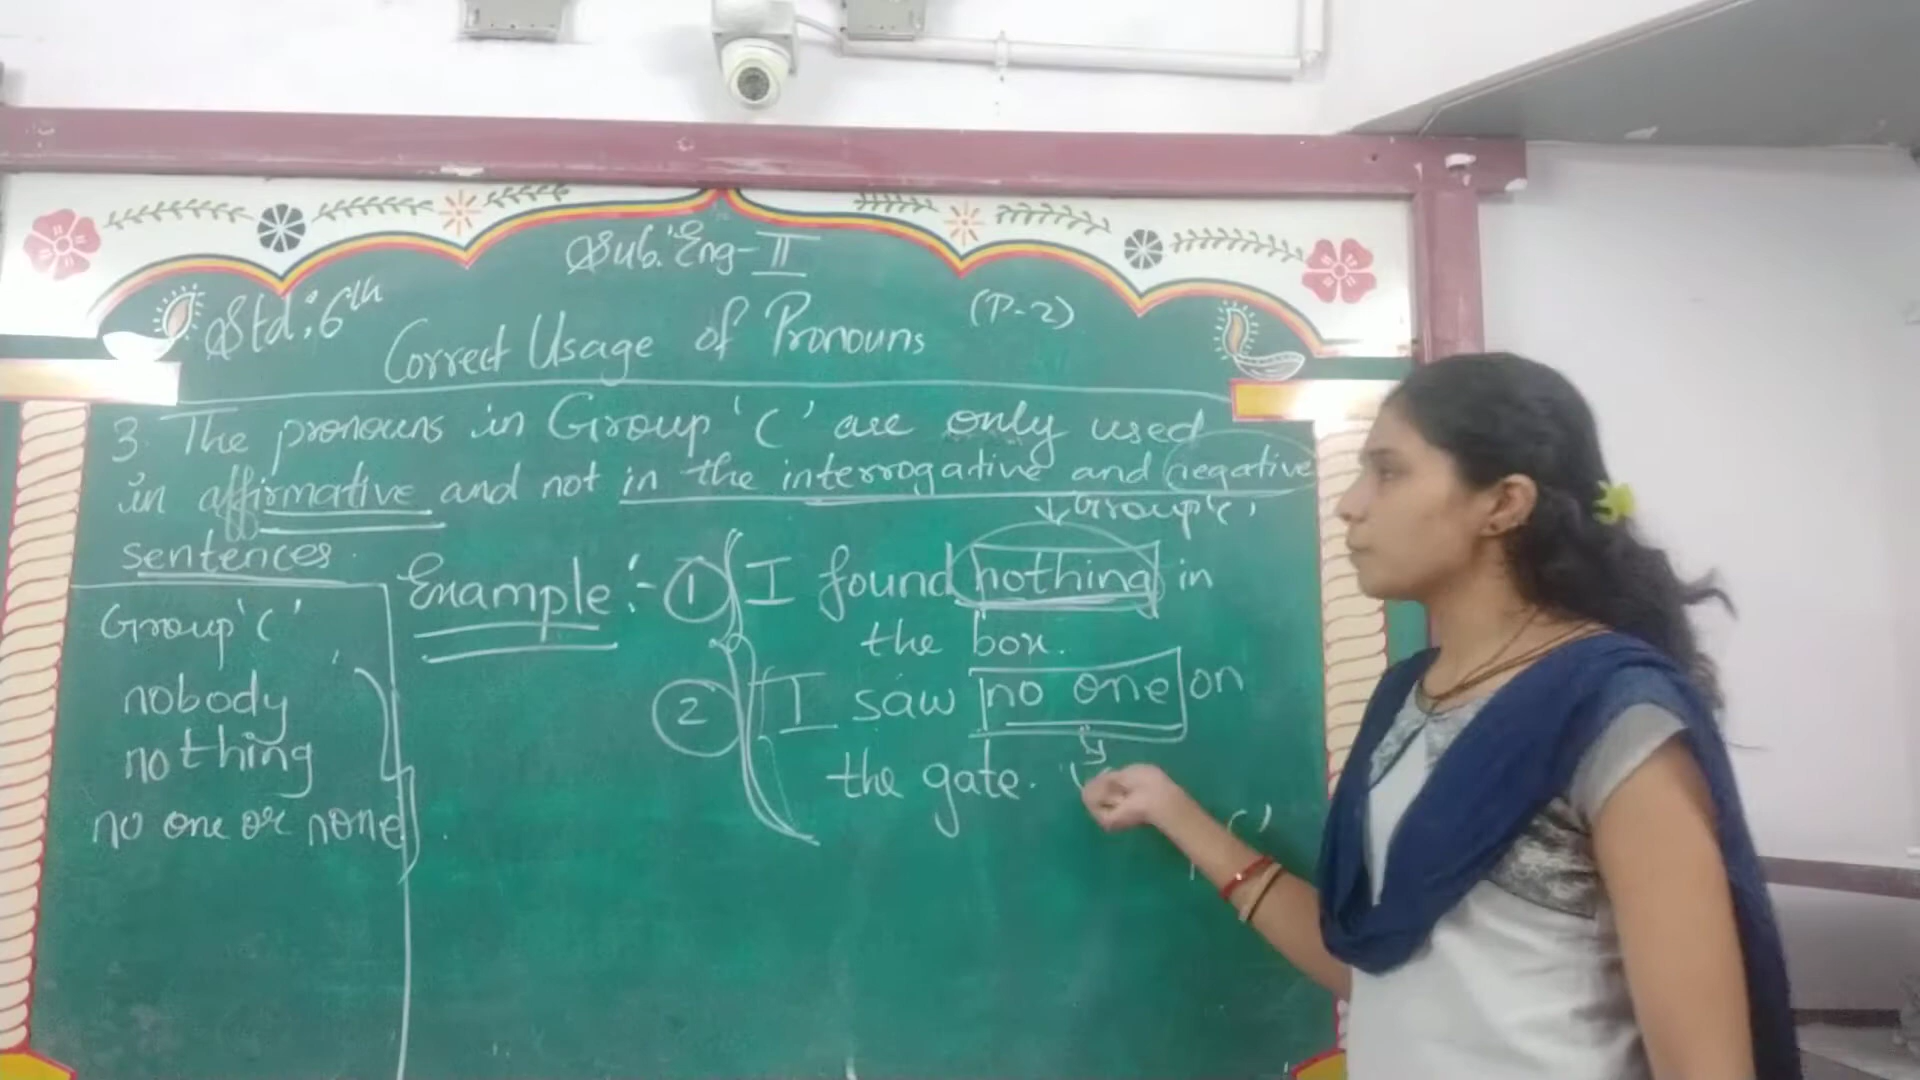 Sub: Eng-II
Std: 6th
Correct Usage of Pronouns
(P-2)
3. The pronouns in Group 'C' are only used
in affirmative and not in the interrogative and negative
sentences.
Group 'C'
Group 'C'
nobody
nothing
no one or none
Example :-
1 I found nothing in
the box.
2 I saw no one on
the gate.
C'